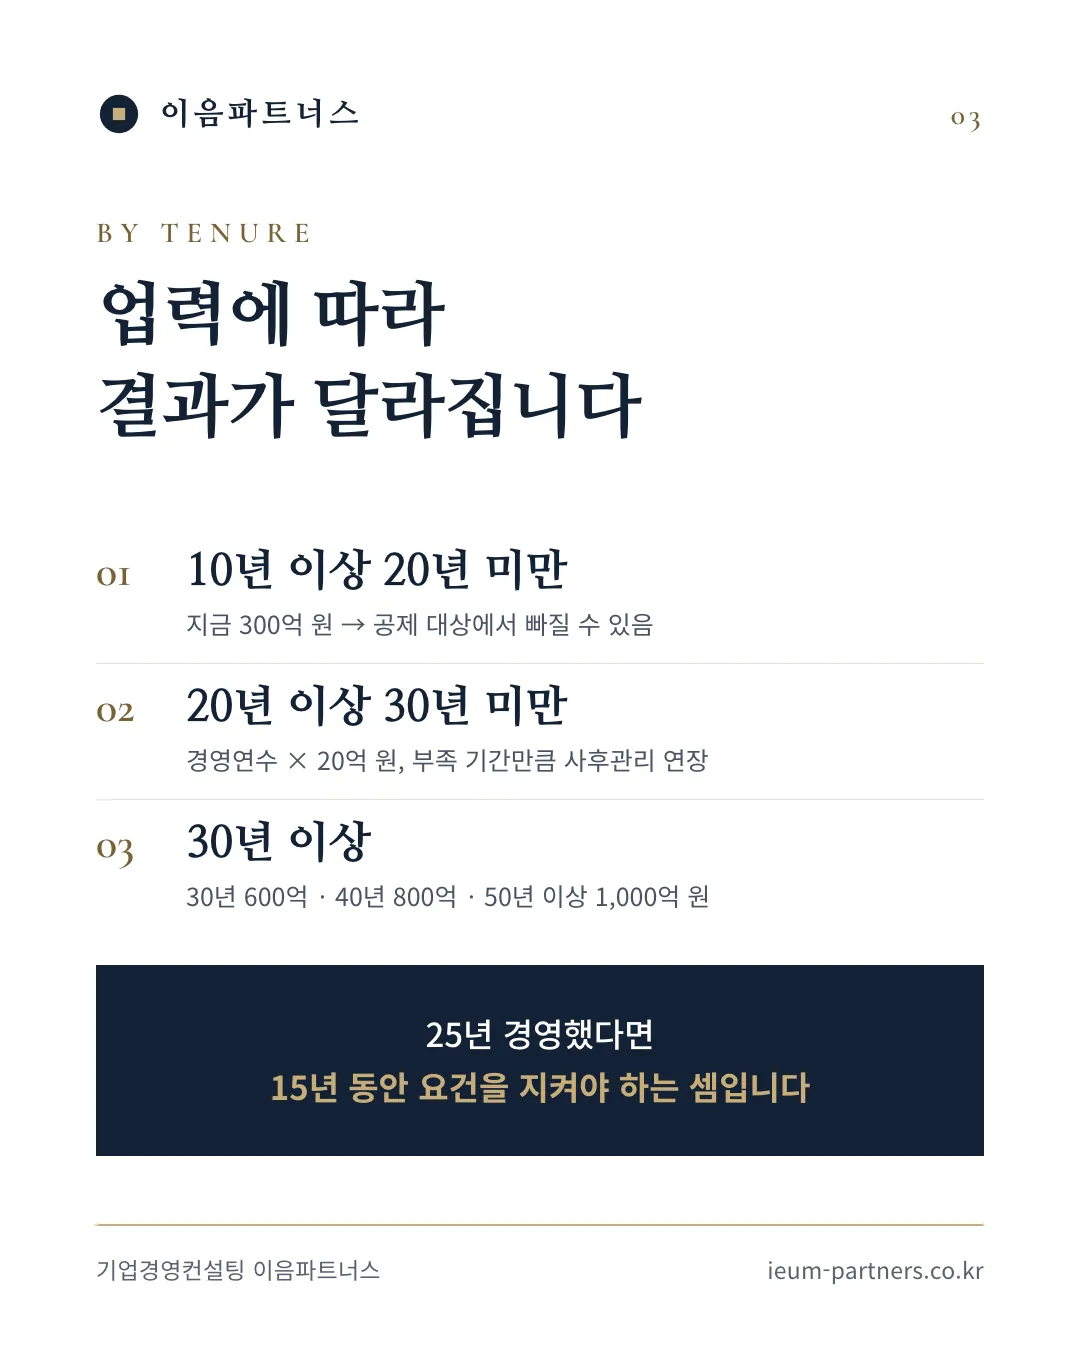 이음파트너스
03
BY TENURE
업력에 따라
결과가 달라집니다
01
10년 이상 20년 미만
지금 300억 원 → 공제 대상에서 빠질 수 있음
02
20년 이상 30년 미만
경영연수 × 20억 원, 부족 기간만큼 사후관리 연장
03
30년 이상
30년 600억 · 40년 800억 · 50년 이상 1,000억 원
25년 경영했다면
15년 동안 요건을 지켜야 하는 셈입니다
기업경영컨설팅 이음파트너스
ieum-partners.co.kr